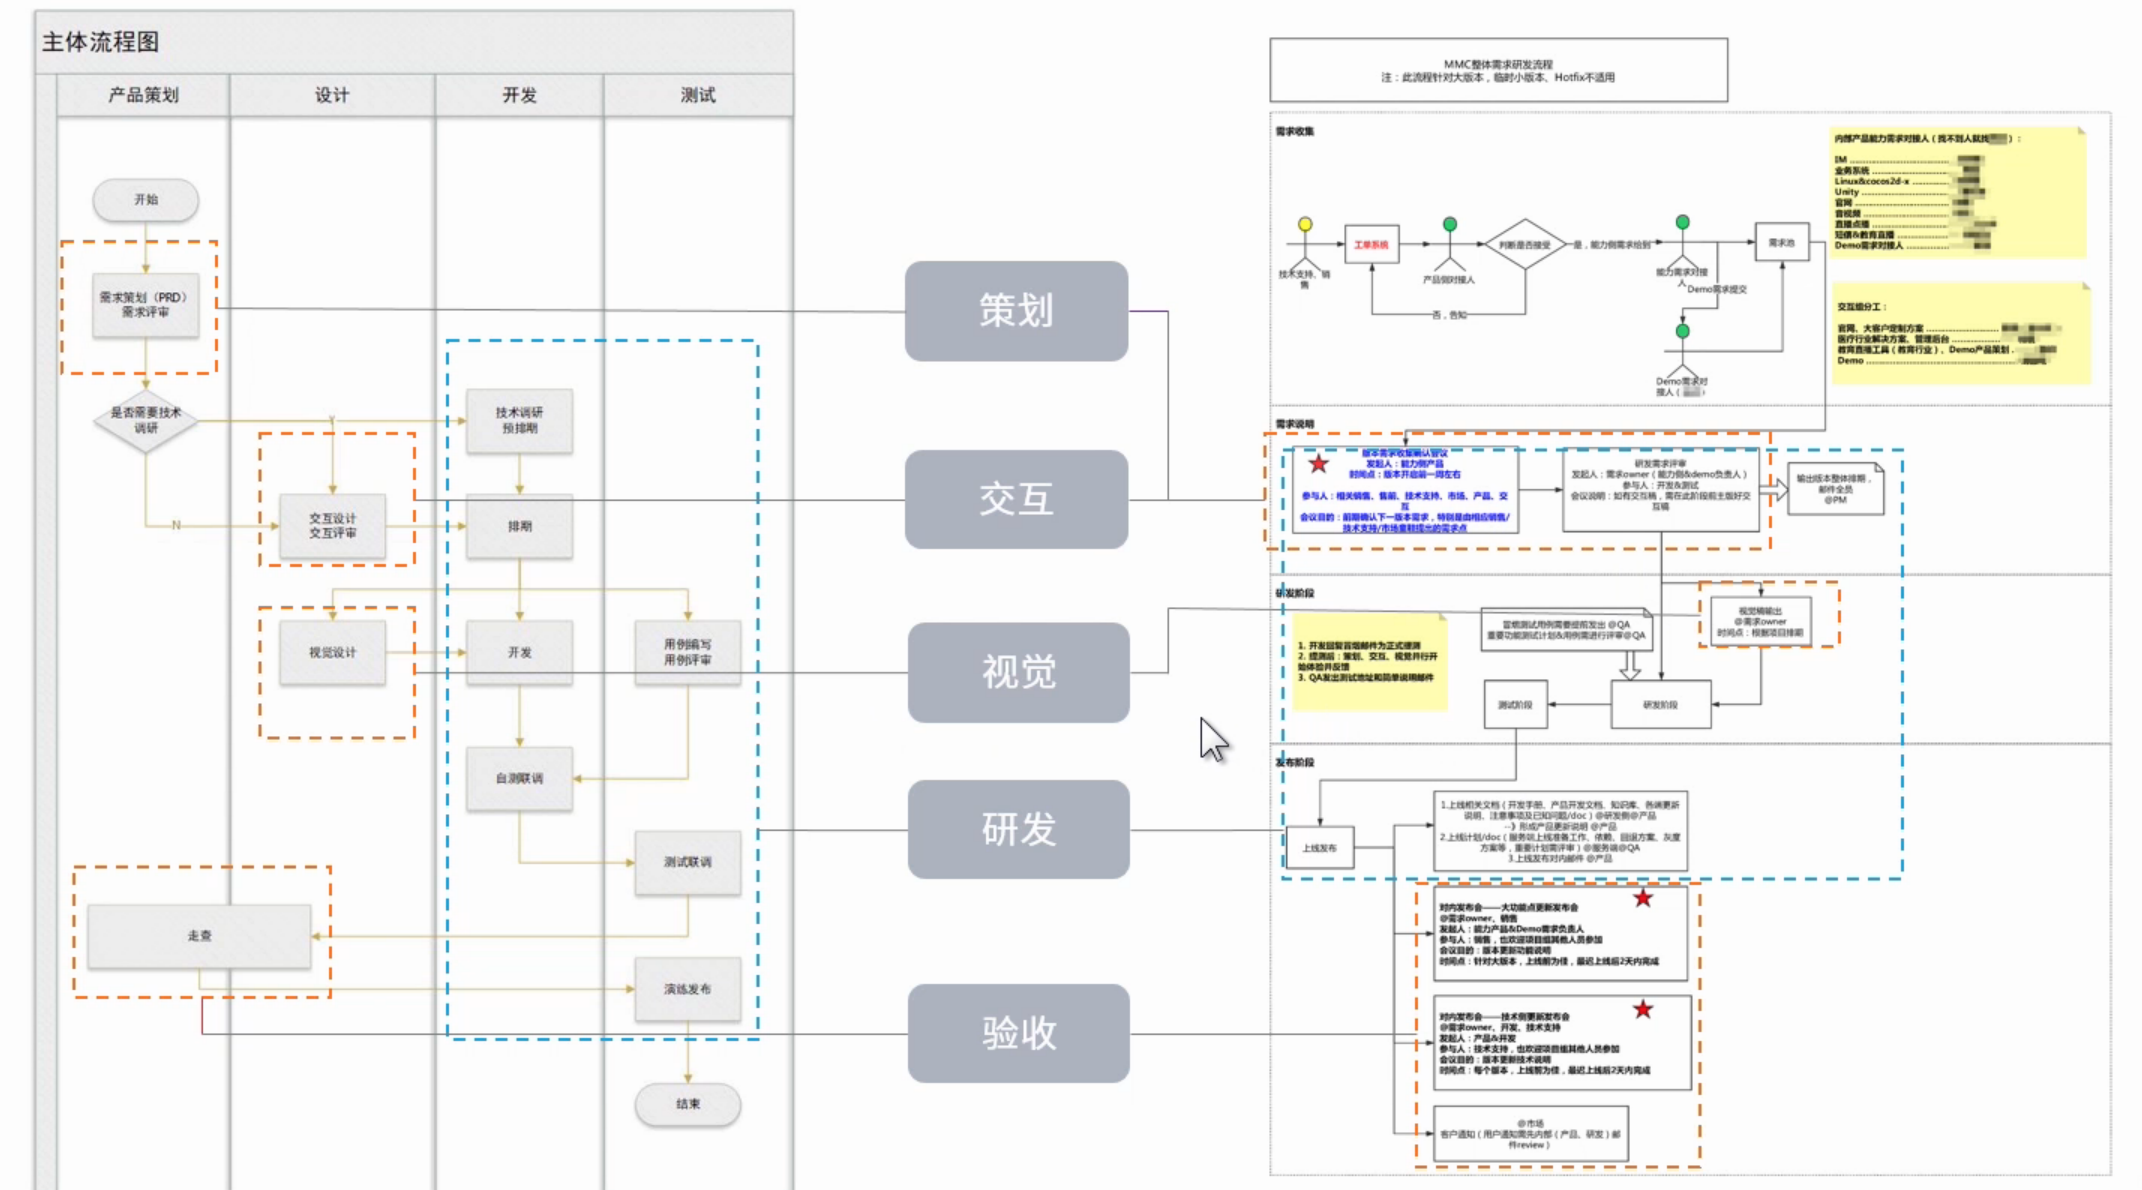 主体流程图
产品策划
设计
开发
测试
开始
需求策划（PRD）
需求评审
是否需要技术
调研
Y
N
技术调研
预排期
交互设计
交互评审
排期
视觉设计
开发
用例编写
用例评审
自测联调
测试联调
走查
演练发布
结束
策划
交互
视觉
研发
验收
MMC整体需求研发流程
注：此流程针对大版本，临时小版本、Hotfix不适用
需求收集
技术支持、销
售
工单系统
产品侧对接人
判断是否接受
是，能力侧需求给到
否，告知
能力需求对接
人
Demo需求提交
需求池
Demo需求对
接人（
）
内部产品能力需求对接人（找不到人就找
）：
IM
业务系统
Linux&cocos2d-x
Unity
官网
音视频
直播点播
短信&教育直播
Demo需求对接人
交互组分工：
官网、大客户定制方案
医疗行业解决方案、管理后台
教育直播工具（教育行业）、Demo产品策划
Demo
需求说明
版本需求收集确认会议
发起人：能力侧产品
时间点：版本开启前一周左右
参与人：相关销售、售前、技术支持、市场、产品、交
互
会议目的：前期确认下一版本需求，特别是由相应销售/
技术支持/市场童鞋提出的需求点
研发需求评审
发起人：需求owner（能力侧&demo负责人）
参与人：开发&测试
会议说明：如有交互稿，需在此阶段前主版好交
互稿
输出版本整体排期，
邮件全员
@PM
研发阶段
1. 开发回复冒烟邮件为正式提测
2. 提测后：策划、交互、视觉并行开
始体验并反馈
3. QA发出测试地址和简单说明邮件
冒烟测试用例需要提前发出 @QA
重要功能测试计划&用例需进行评审@QA
视觉稿输出
@需求owner
时间点：根据项目排期
测试阶段
研发阶段
发布阶段
上线发布
1.上线相关文档（开发手册、产品开发文档、知识库、各端更新
说明、注意事项及已知问题/doc）@研发侧@产品
--》形成产品更新说明 @产品
2.上线计划/doc（服务端上线准备工作、依赖、回退方案、灰度
方案等，重要计划需评审）@服务端@QA
3.上线发布对内邮件 @产品
对内发布会——大功能点更新发布会
@需求owner、销售
发起人：能力产品&Demo需求负责人
参与人：销售，也欢迎项目组其他人员参加
会议目的：版本更新功能说明
时间点：针对大版本，上线前为佳，最迟上线后2天内完成
对内发布会——技术侧更新发布会
@需求owner、开发、技术支持
发起人：产品&开发
参与人：技术支持，也欢迎项目组其他人员参加
会议目的：版本更新技术说明
时间点：每个版本，上线前为佳，最迟上线后2天内完成
@市场
客户通知（用户通知需先内部（产品、研发）邮
件review）